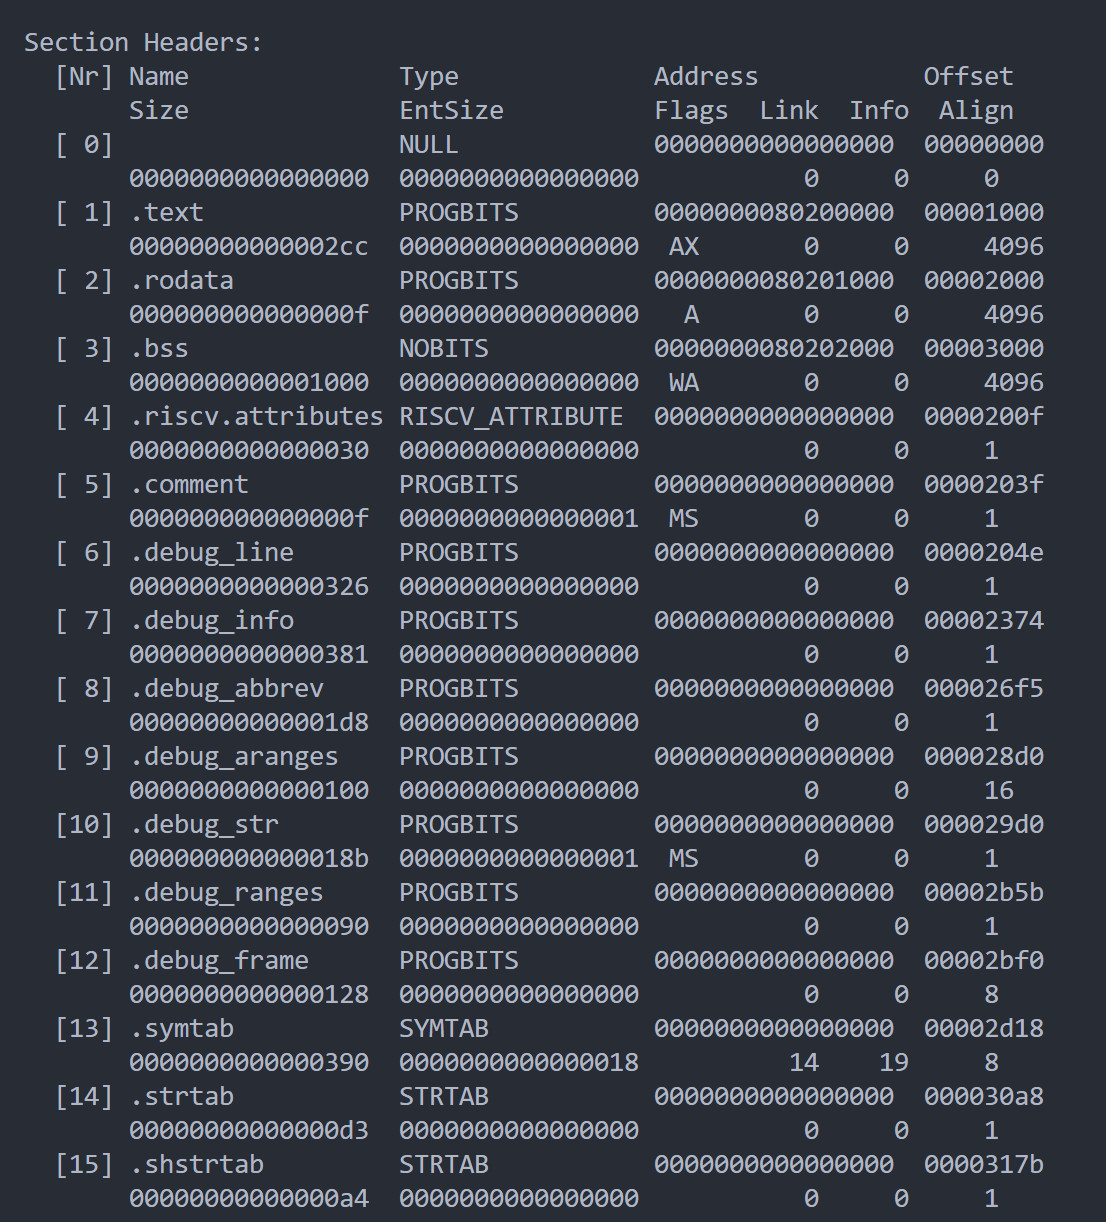 Section Headers:
  [Nr] Name              Type             Address           Offset
       Size              EntSize          Flags  Link  Info  Align
  [ 0]                   NULL             0000000000000000  00000000
       0000000000000000  0000000000000000           0     0     0
  [ 1] .text             PROGBITS         0000000080200000  00001000
       00000000000002cc  0000000000000000  AX       0     0     4096
  [ 2] .rodata           PROGBITS         0000000080201000  00002000
       000000000000000f  0000000000000000   A       0     0     4096
  [ 3] .bss              NOBITS           0000000080202000  00003000
       0000000000001000  0000000000000000  WA       0     0     4096
  [ 4] .riscv.attributes RISCV_ATTRIBUTE  0000000000000000  0000200f
       0000000000000030  0000000000000000           0     0     1
  [ 5] .comment          PROGBITS         0000000000000000  0000203f
       000000000000000f  0000000000000001  MS       0     0     1
  [ 6] .debug_line       PROGBITS         0000000000000000  0000204e
       0000000000000326  0000000000000000           0     0     1
  [ 7] .debug_info       PROGBITS         0000000000000000  00002374
       0000000000000381  0000000000000000           0     0     1
  [ 8] .debug_abbrev     PROGBITS         0000000000000000  000026f5
       00000000000001d8  0000000000000000           0     0     1
  [ 9] .debug_aranges    PROGBITS         0000000000000000  000028d0
       0000000000000100  0000000000000000           0     0     16
  [10] .debug_str        PROGBITS         0000000000000000  000029d0
       000000000000018b  0000000000000001  MS       0     0     1
  [11] .debug_ranges     PROGBITS         0000000000000000  00002b5b
       0000000000000090  0000000000000000           0     0     1
  [12] .debug_frame      PROGBITS         0000000000000000  00002bf0
       0000000000000128  0000000000000000           0     0     8
  [13] .symtab           SYMTAB           0000000000000000  00002d18
       0000000000000390  0000000000000018          14    19     8
  [14] .strtab           STRTAB           0000000000000000  000030a8
       00000000000000d3  0000000000000000           0     0     1
  [15] .shstrtab         STRTAB           0000000000000000  0000317b
       00000000000000a4  0000000000000000           0     0     1